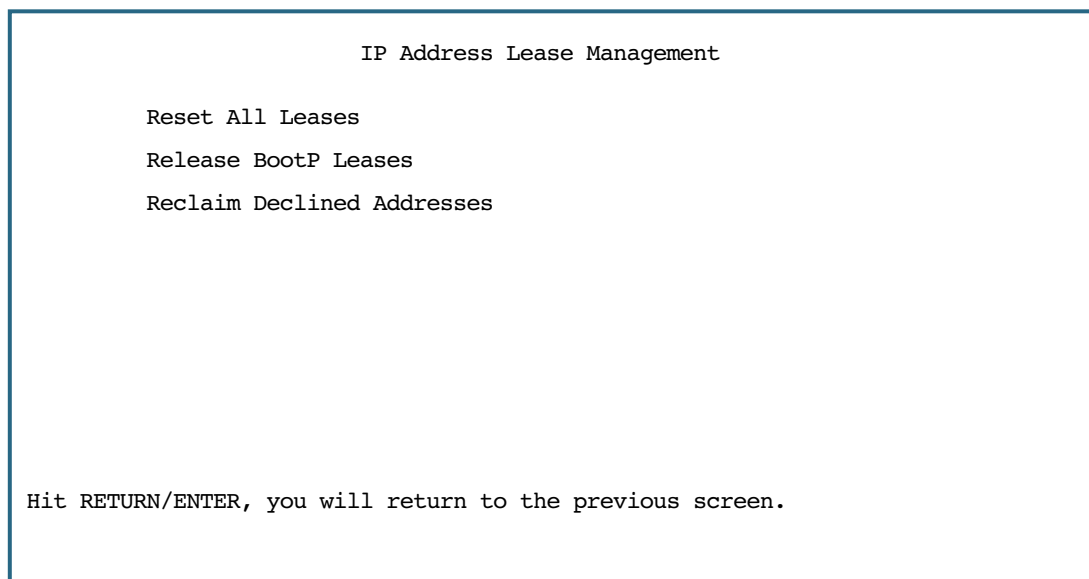 IP Address Lease Management
Reset All Leases
Release BootP Leases
Reclaim Declined Addresses
Hit RETURN/ENTER, you will return to the previous screen.